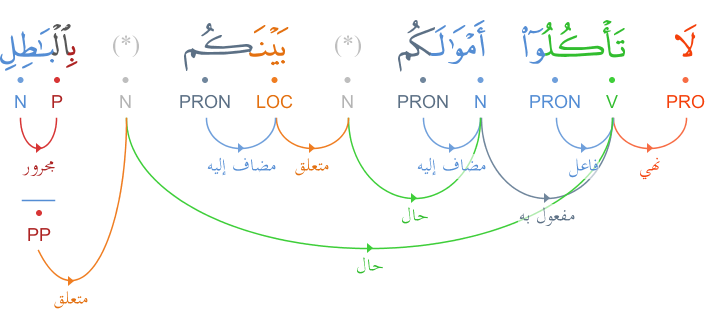 لَا تَأْكُلُوٓا۟ أَمْوَٰلَكُم (*) بَيْنَكُم (*) بِٱلْبَٰطِلِ
PRO V PRON N PRON N LOC PRON N P N
نهي فاعل مضاف إليه متعلق مضاف إليه مجرور
مفعول به حال
PP
حال
متعلق